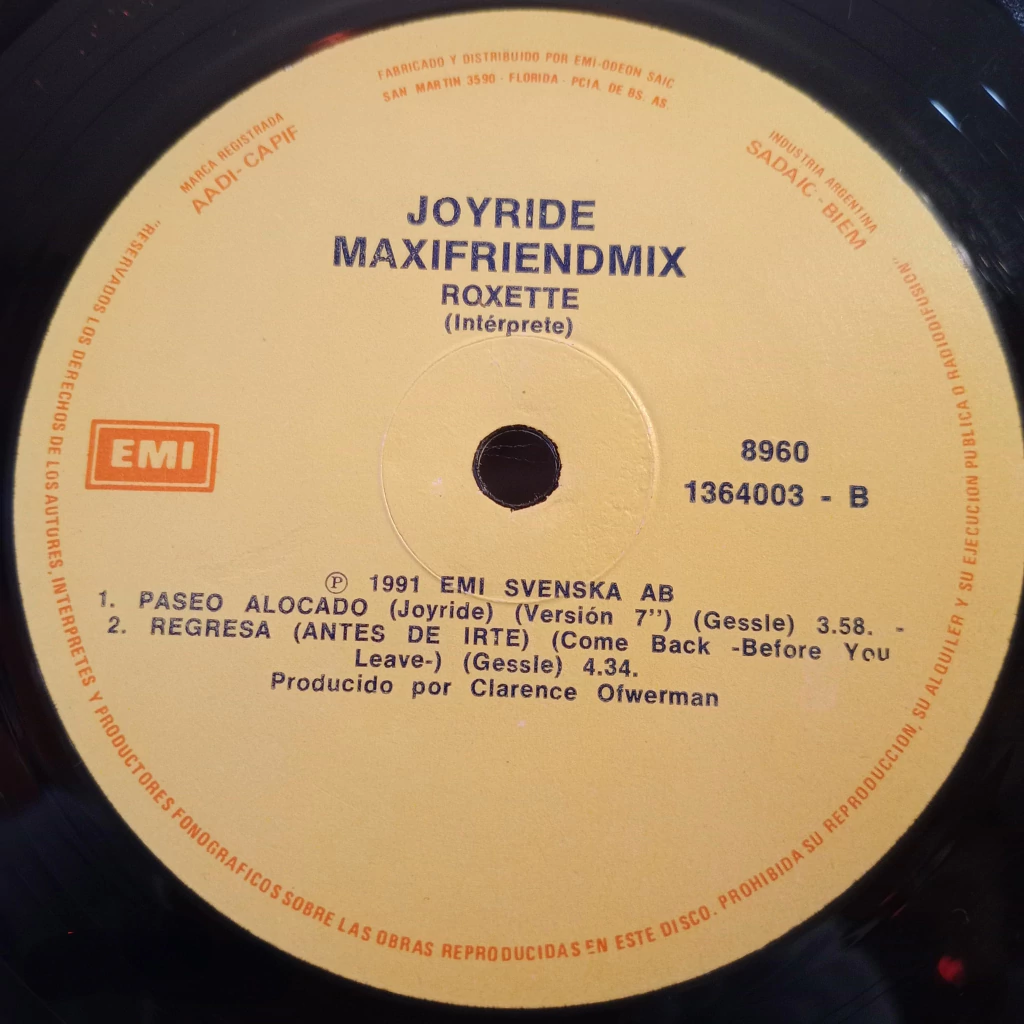 FABRICADO Y DISTRIBUIDO POR EMI-ODEON SAIC
SAN MARTIN 3590 · FLORIDA · PCIA. DE BS. AS.
MARCA REGISTRADA
AADI-CAPIF
INDUSTRIA ARGENTINA
SADAIC - BIEM
JOYRIDE
MAXIFRIENDMIX
ROXETTE
(Intérprete)
EMI
8960
1364003 - B
Ⓟ 1991 EMI SVENSKA AB
1. PASEO ALOCADO (Joyride) (Versión 7") (Gessle) 3.58. -
2. REGRESA (ANTES DE IRTE) (Come Back -Before You
Leave-) (Gessle) 4.34.
Producido por Clarence Ofwerman
"RESERVADOS LOS DERECHOS DE LOS AUTURES, INTERPRETES Y PRODUCTORES FONOGRAFICOS SOBRE LAS OBRAS REPRODUCIDAS EN ESTE DISCO. PROHIBIDA SU REPRODUCCION, SU ALQUILER Y SU EJECUCION PUBLICA O RADIODIFUSION"